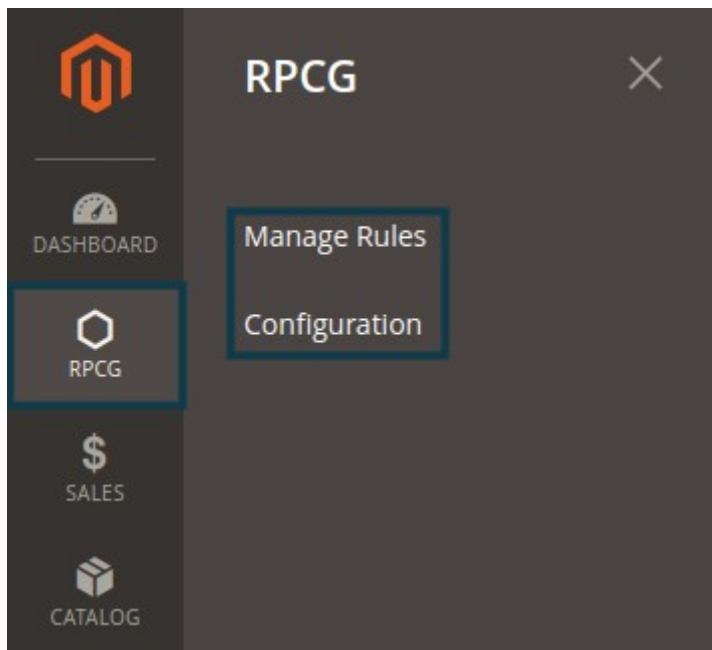 RPCG
DASHBOARD
RPCG
$
SALES
CATALOG
Manage Rules
Configuration